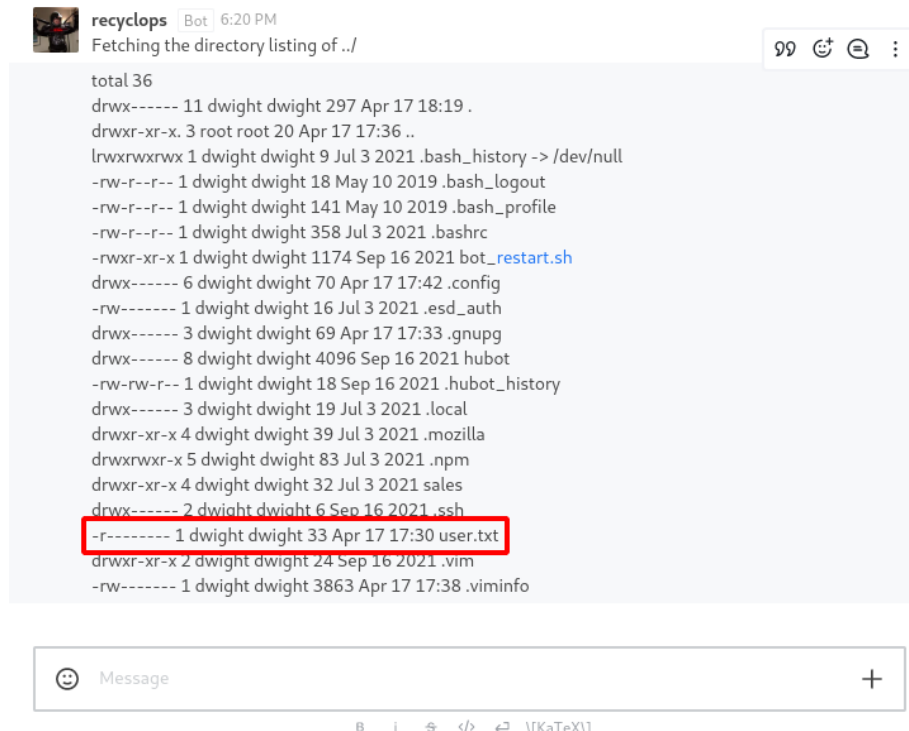 recyclops Bot 6:20 PM
Fetching the directory listing of ../
total 36
drwx------ 11 dwight dwight 297 Apr 17 18:19 .
drwxr-xr-x. 3 root root 20 Apr 17 17:36 ..
lrwxrwxrwx 1 dwight dwight 9 Jul 3 2021 .bash_history -> /dev/null
-rw-r--r-- 1 dwight dwight 18 May 10 2019 .bash_logout
-rw-r--r-- 1 dwight dwight 141 May 10 2019 .bash_profile
-rw-r--r-- 1 dwight dwight 358 Jul 3 2021 .bashrc
-rwxr-xr-x 1 dwight dwight 1174 Sep 16 2021 bot_restart.sh
drwx------ 6 dwight dwight 70 Apr 17 17:42 .config
-rw------- 1 dwight dwight 16 Jul 3 2021 .esd_auth
drwx------ 3 dwight dwight 69 Apr 17 17:33 .gnupg
drwx------ 8 dwight dwight 4096 Sep 16 2021 hubot
-rw-rw-r-- 1 dwight dwight 18 Sep 16 2021 .hubot_history
drwx------ 3 dwight dwight 19 Jul 3 2021 .local
drwxr-xr-x 4 dwight dwight 39 Jul 3 2021 .mozilla
drwxrwxr-x 5 dwight dwight 83 Jul 3 2021 .npm
drwxr-xr-x 4 dwight dwight 32 Jul 3 2021 sales
drwx------ 2 dwight dwight 6 Sep 16 2021 .ssh
-r-------- 1 dwight dwight 33 Apr 17 17:30 user.txt
drwxr-xr-x 2 dwight dwight 24 Sep 16 2021 .vim
-rw------- 1 dwight dwight 3863 Apr 17 17:38 .viminfo
Message
B i S </> \[KaTeX\]